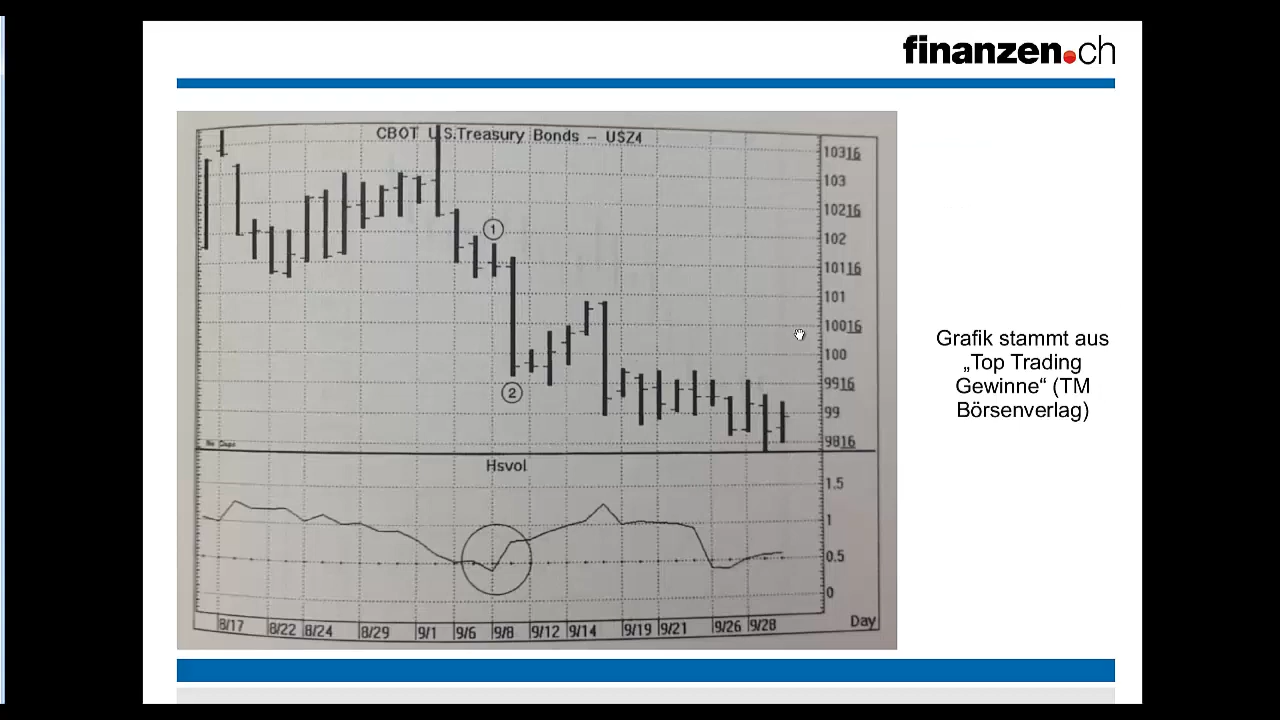 finanzen.ch
CBOT U.S.Treasury Bonds – USZ4
10316
103
10216
102
10116
101
10016
100
9916
99
9816
1
2
No Gaps
Hsvol
1.5
1
0.5
0
8/17 8/22 8/24 8/29 9/1 9/6 9/8 9/12 9/14 9/19 9/21 9/26 9/28 Day
Grafik stammt aus
„Top Trading
Gewinne“ (TM
Börsenverlag)